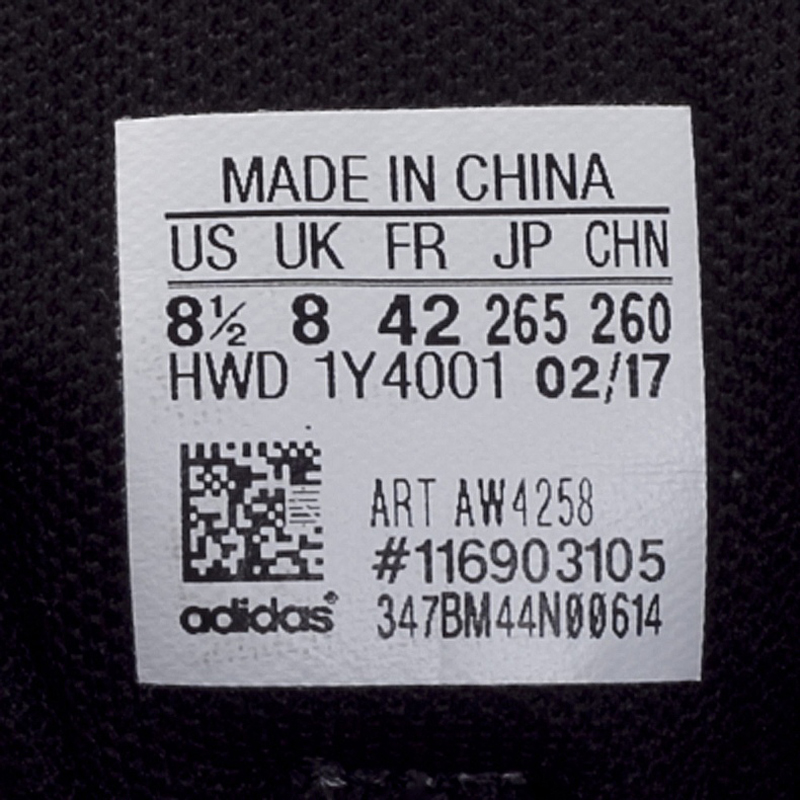 MADE IN CHINA
US UK FR JP CHN
8½ 8 42 265 260
HWD 1Y4001 02/17
ART AW4258
#116903105
adidas®
347BM44N00614